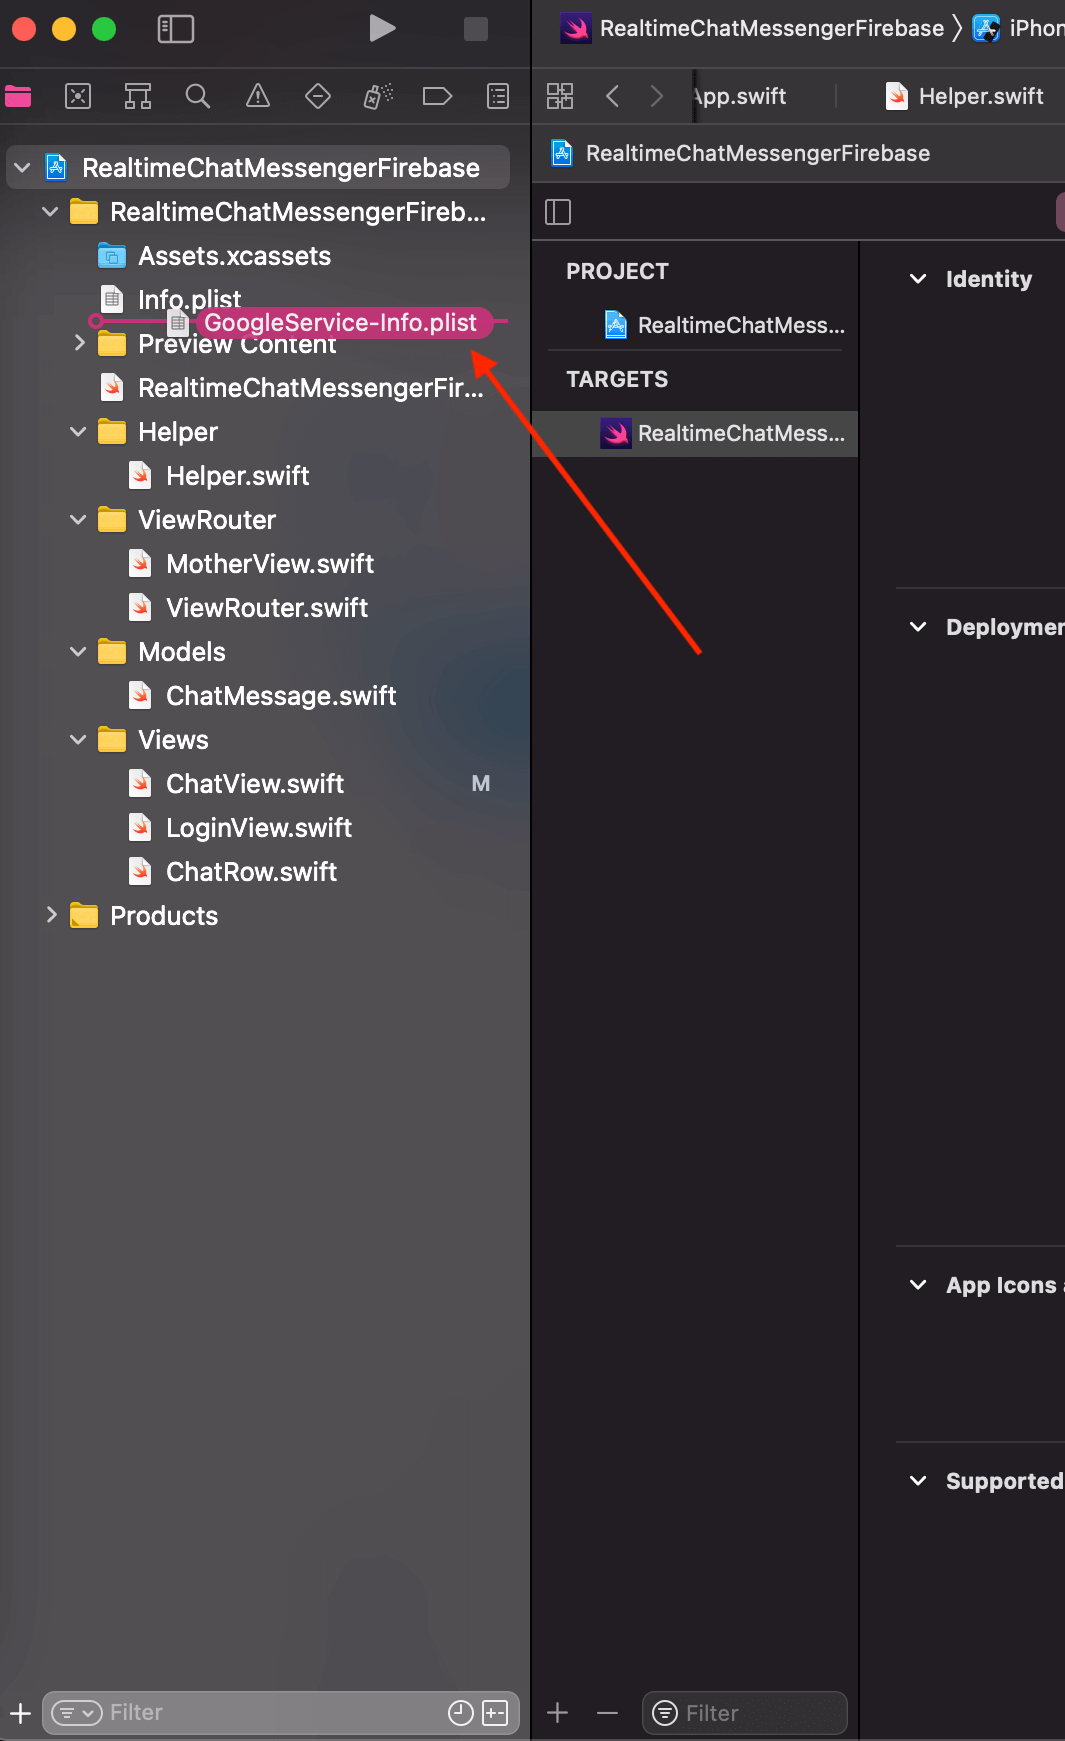 RealtimeChatMessengerFirebase
RealtimeChatMessengerFireb...
Assets.xcassets
Info.plist
GoogleService-Info.plist
Preview Content
RealtimeChatMessengerFir...
Helper
Helper.swift
ViewRouter
MotherView.swift
ViewRouter.swift
Models
ChatMessage.swift
Views
ChatView.swift M
LoginView.swift
ChatRow.swift
Products
Filter
RealtimeChatMessengerFirebase 〉 iPhon
App.swift Helper.swift
RealtimeChatMessengerFirebase
PROJECT
RealtimeChatMess...
TARGETS
RealtimeChatMess...
Filter
Identity
Deploymen
App Icons a
Supported